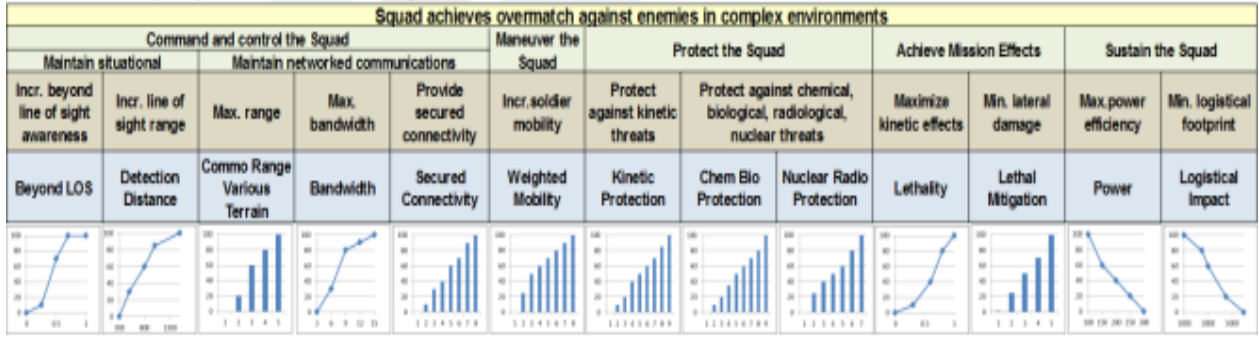 Squad achieves overmatch against enemies in complex environments
Command and control the Squad
Maneuver the
Squad
Protect the Squad
Achieve Mission Effects
Sustain the Squad
Maintain situational
Maintain networked communications
Incr. beyond
line of sight
awareness
Incr. line of
sight range
Max. range
Max.
bandwidth
Provide
secured
connectivity
Incr.soldier
mobility
Protect
against kinetic
threats
Protect against chemical,
biological, radiological,
nuclear threats
Maximize
kinetic effects
Min. lateral
damage
Max.power
efficiency
Min. logistical
footprint
Beyond LOS
Detection
Distance
Commo Range
Various
Terrain
Bandwidth
Secured
Connectivity
Weighted
Mobility
Kinetic
Protection
Chem Bio
Protection
Nuclear Radio
Protection
Lethality
Lethal
Mitigation
Power
Logistical
Impact